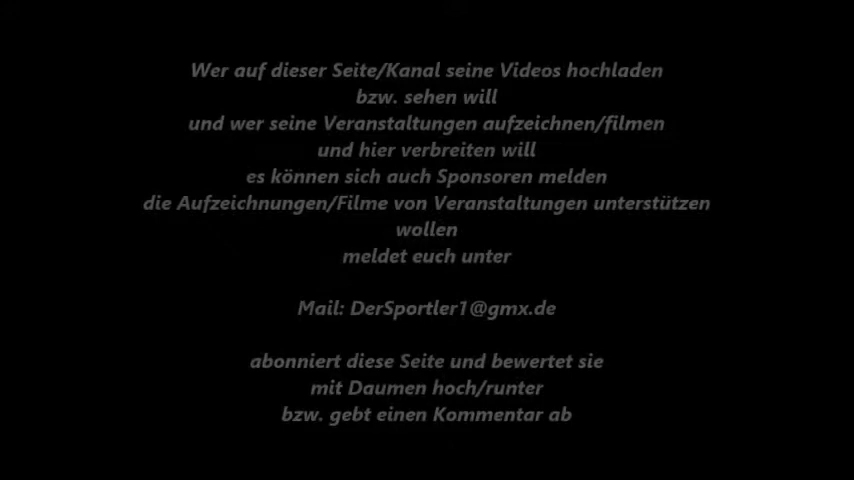 Wer auf dieser Seite/Kanal seine Videos hochladen
bzw. sehen will
und wer seine Veranstaltungen aufzeichnen/filmen
und hier verbreiten will
es können sich auch Sponsoren melden
die Aufzeichnungen/Filme von Veranstaltungen unterstützen
wollen
meldet euch unter
Mail: DerSportler1@gmx.de
abonniert diese Seite und bewertet sie
mit Daumen hoch/runter
bzw. gebt einen Kommentar ab